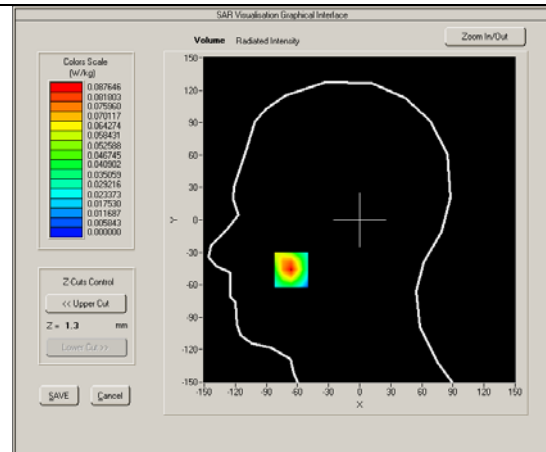 SAR Visualisation Graphical Interface
Volume Radiated Intensity
Zoom In/Out
Colors Scale
(W/kg)
0.087646
0.081803
0.075960
0.070117
0.064274
0.058431
0.052588
0.046745
0.040902
0.035059
0.029216
0.023373
0.017530
0.011687
0.005843
0.000000
Z-Cuts Control
<< Upper Cut
Z = 1.3 mm
Lower Cut >>
SAVE Cancel
150
120
90
60
30
0
-30
-60
-90
-120
-150
Y
-150 -120 -90 -60 -30 0 30 60 90 120 150
X